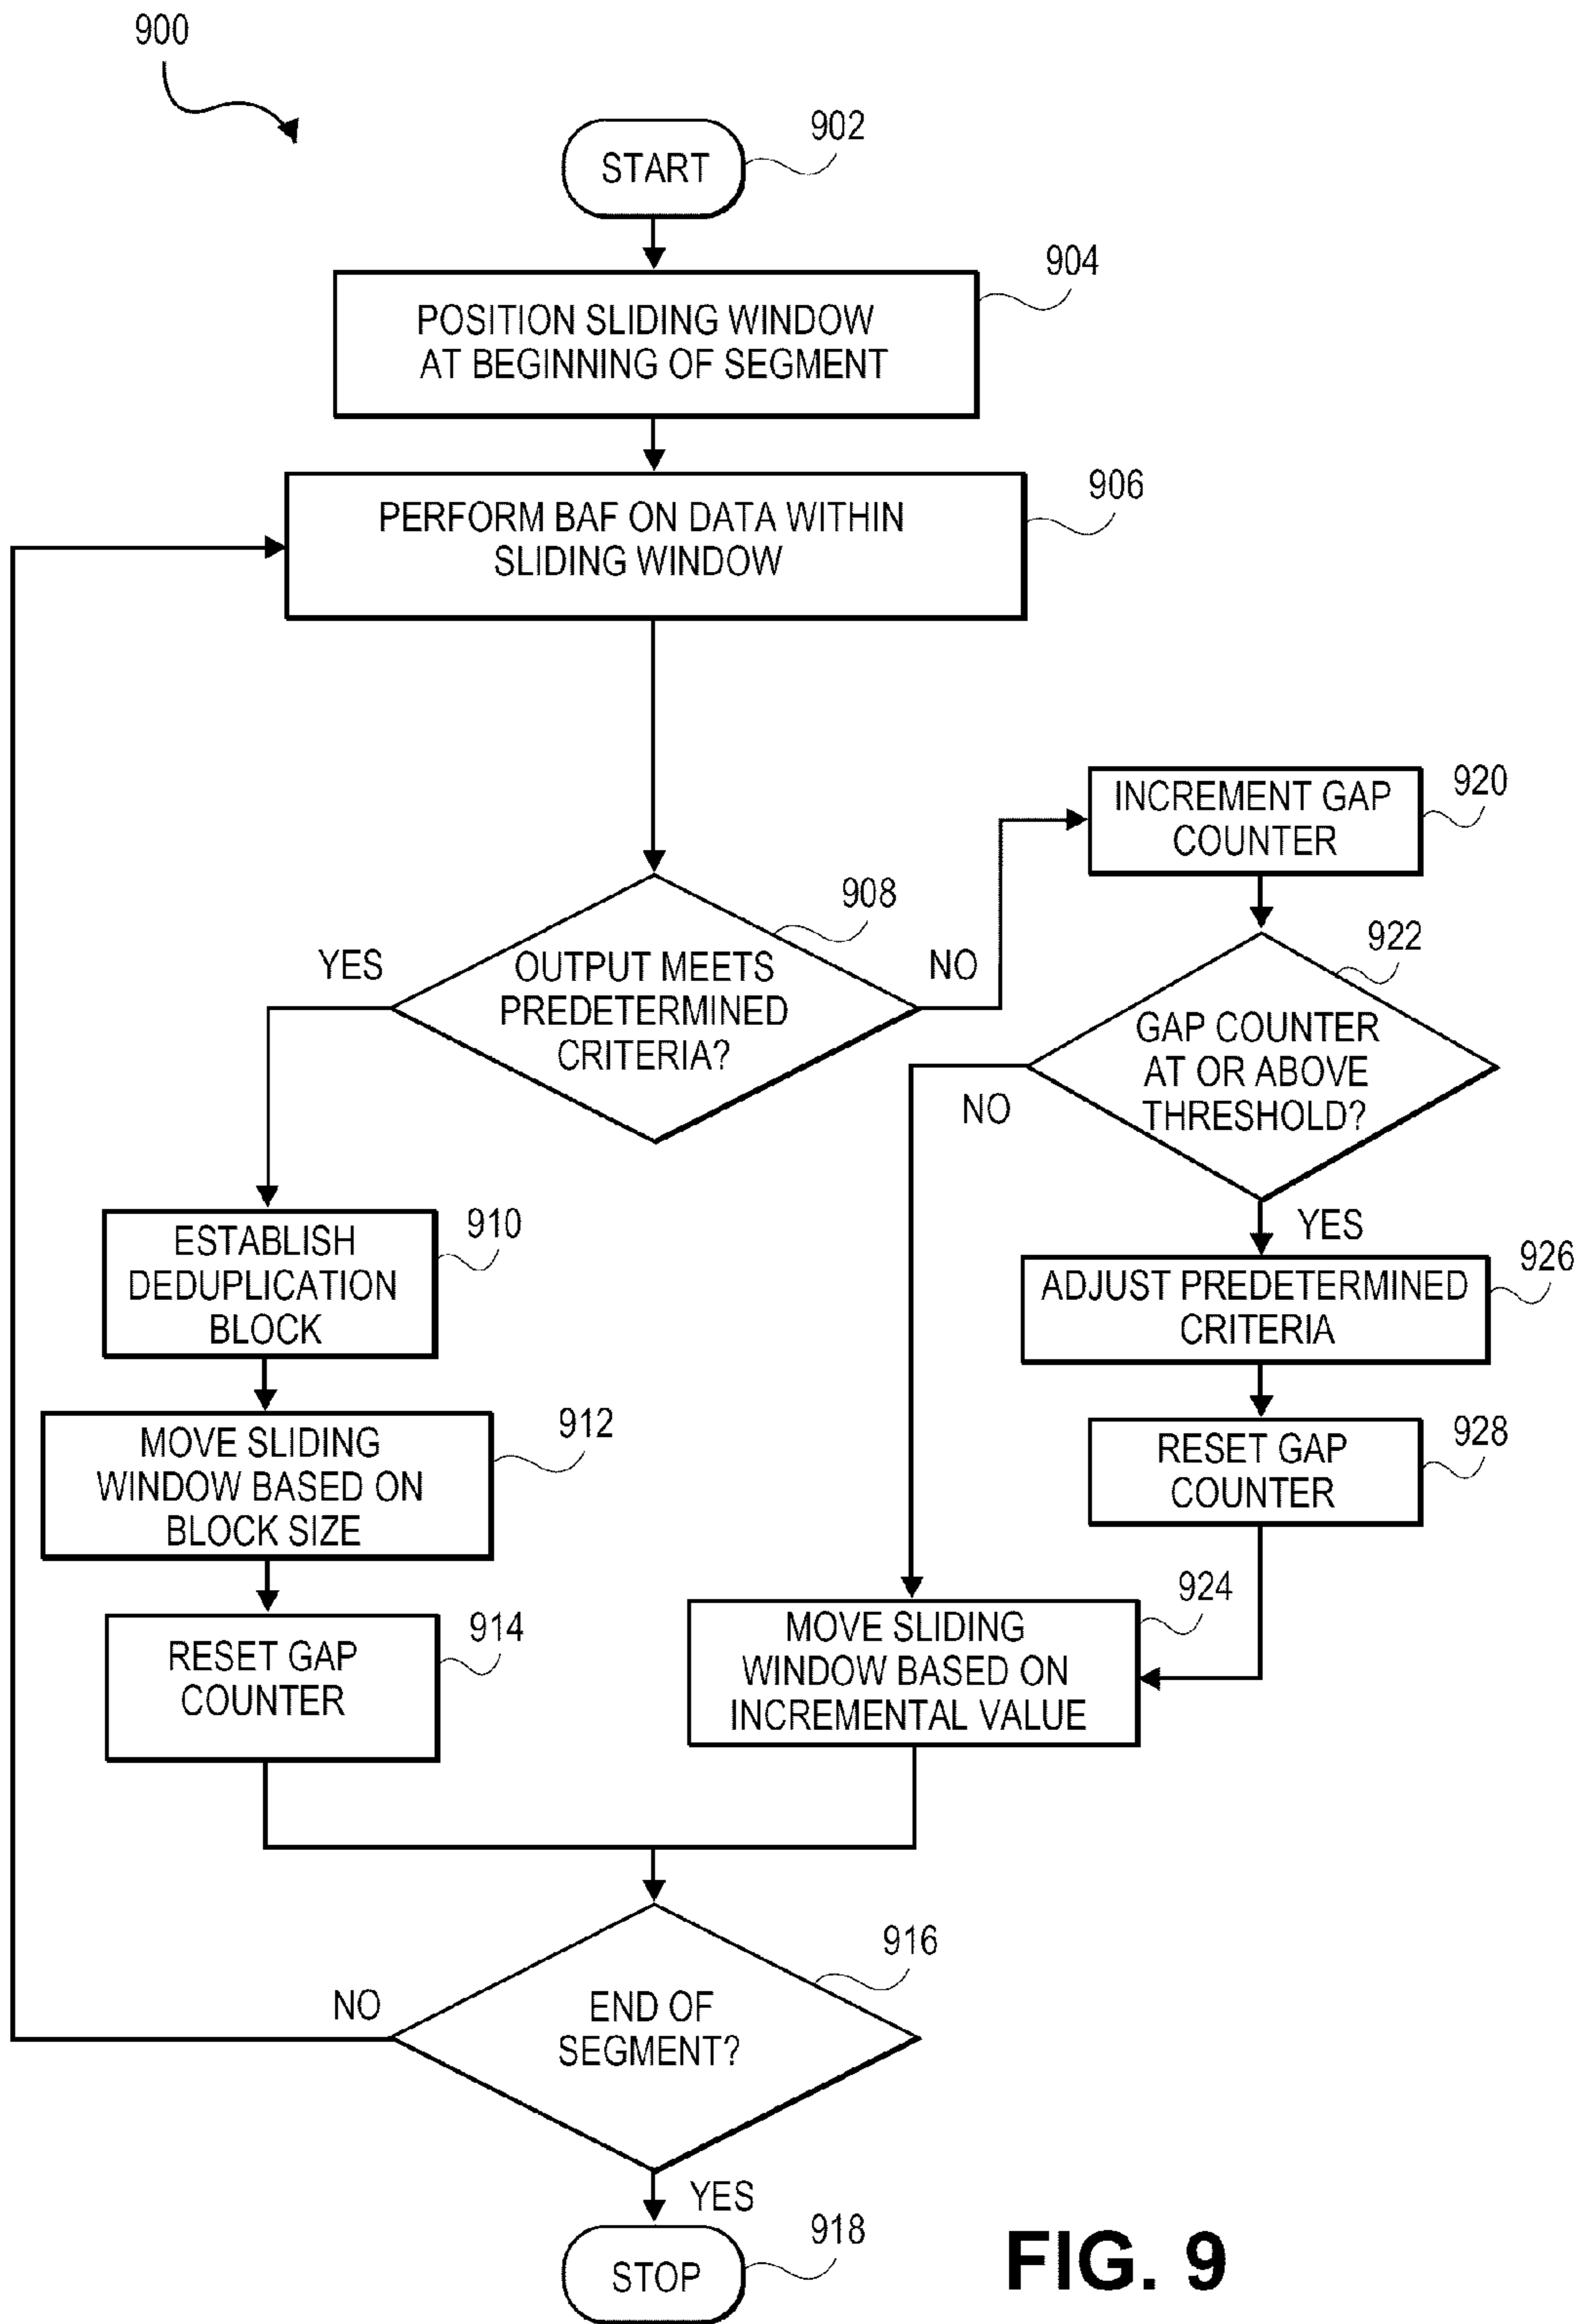 900
START
902
904
POSITION SLIDING WINDOW
AT BEGINNING OF SEGMENT
906
PERFORM BAF ON DATA WITHIN
SLIDING WINDOW
908
OUTPUT MEETS
PREDETERMINED
CRITERIA?
YES
NO
920
INCREMENT GAP
COUNTER
922
GAP COUNTER
AT OR ABOVE
THRESHOLD?
NO
YES
910
ESTABLISH
DEDUPLICATION
BLOCK
926
ADJUST PREDETERMINED
CRITERIA
912
MOVE SLIDING
WINDOW BASED ON
BLOCK SIZE
928
RESET GAP
COUNTER
914
RESET GAP
COUNTER
924
MOVE SLIDING
WINDOW BASED ON
INCREMENTAL VALUE
916
END OF
SEGMENT?
NO
YES
STOP
918
FIG. 9